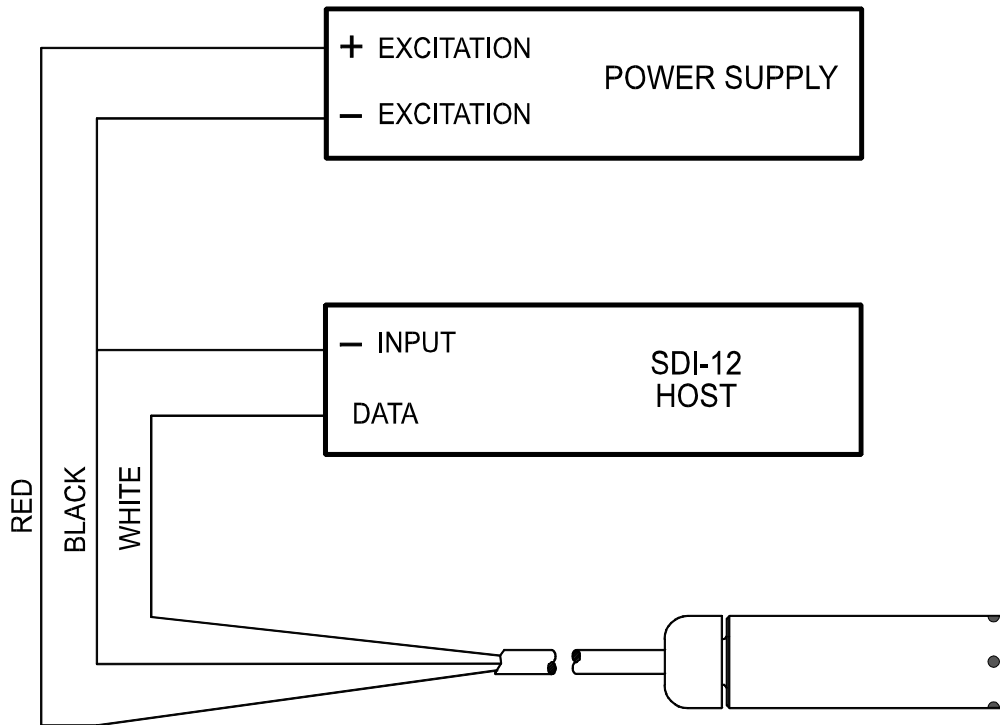 + EXCITATION
POWER SUPPLY
− EXCITATION
− INPUT
SDI-12
HOST
DATA
RED
BLACK
WHITE